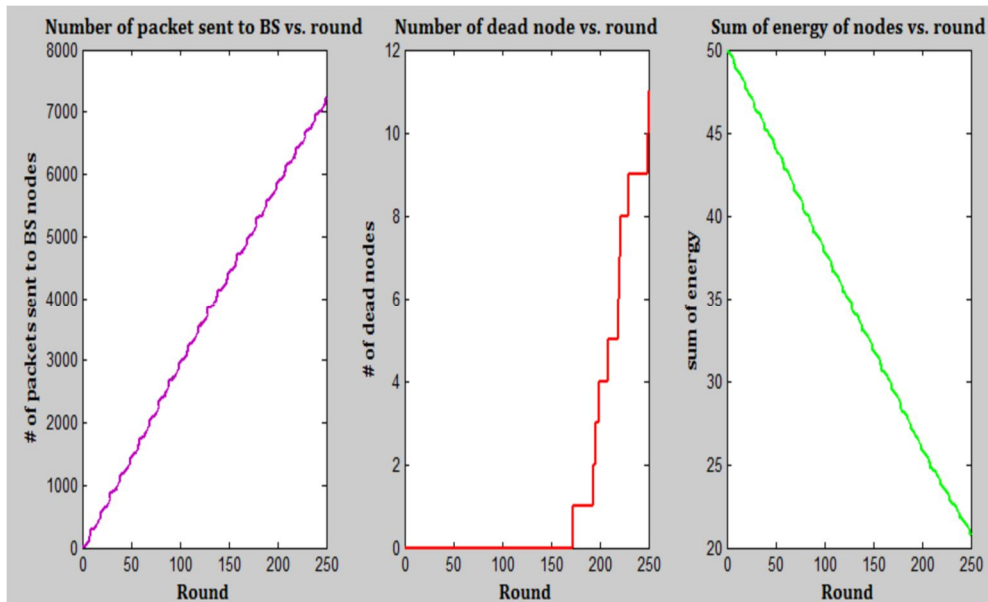 Number of packet sent to BS vs. round
8000
7000
6000
5000
4000
3000
2000
1000
0
# of packets sent to BS nodes
0 50 100 150 200 250
Round
Number of dead node vs. round
12
10
8
6
4
2
0
# of dead nodes
0 50 100 150 200 250
Round
Sum of energy of nodes vs. round
50
45
40
35
30
25
20
sum of energy
0 50 100 150 200 250
Round